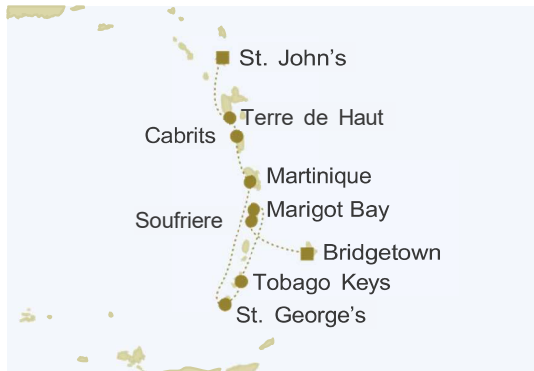 St. John's
Terre de Haut
Cabrits
Martinique
Marigot Bay
Soufriere
Bridgetown
Tobago Keys
St. George's